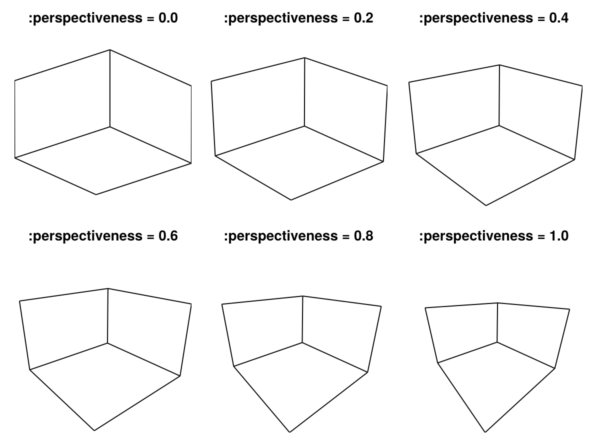 :perspectiveness = 0.0
:perspectiveness = 0.2
:perspectiveness = 0.4
:perspectiveness = 0.6
:perspectiveness = 0.8
:perspectiveness = 1.0